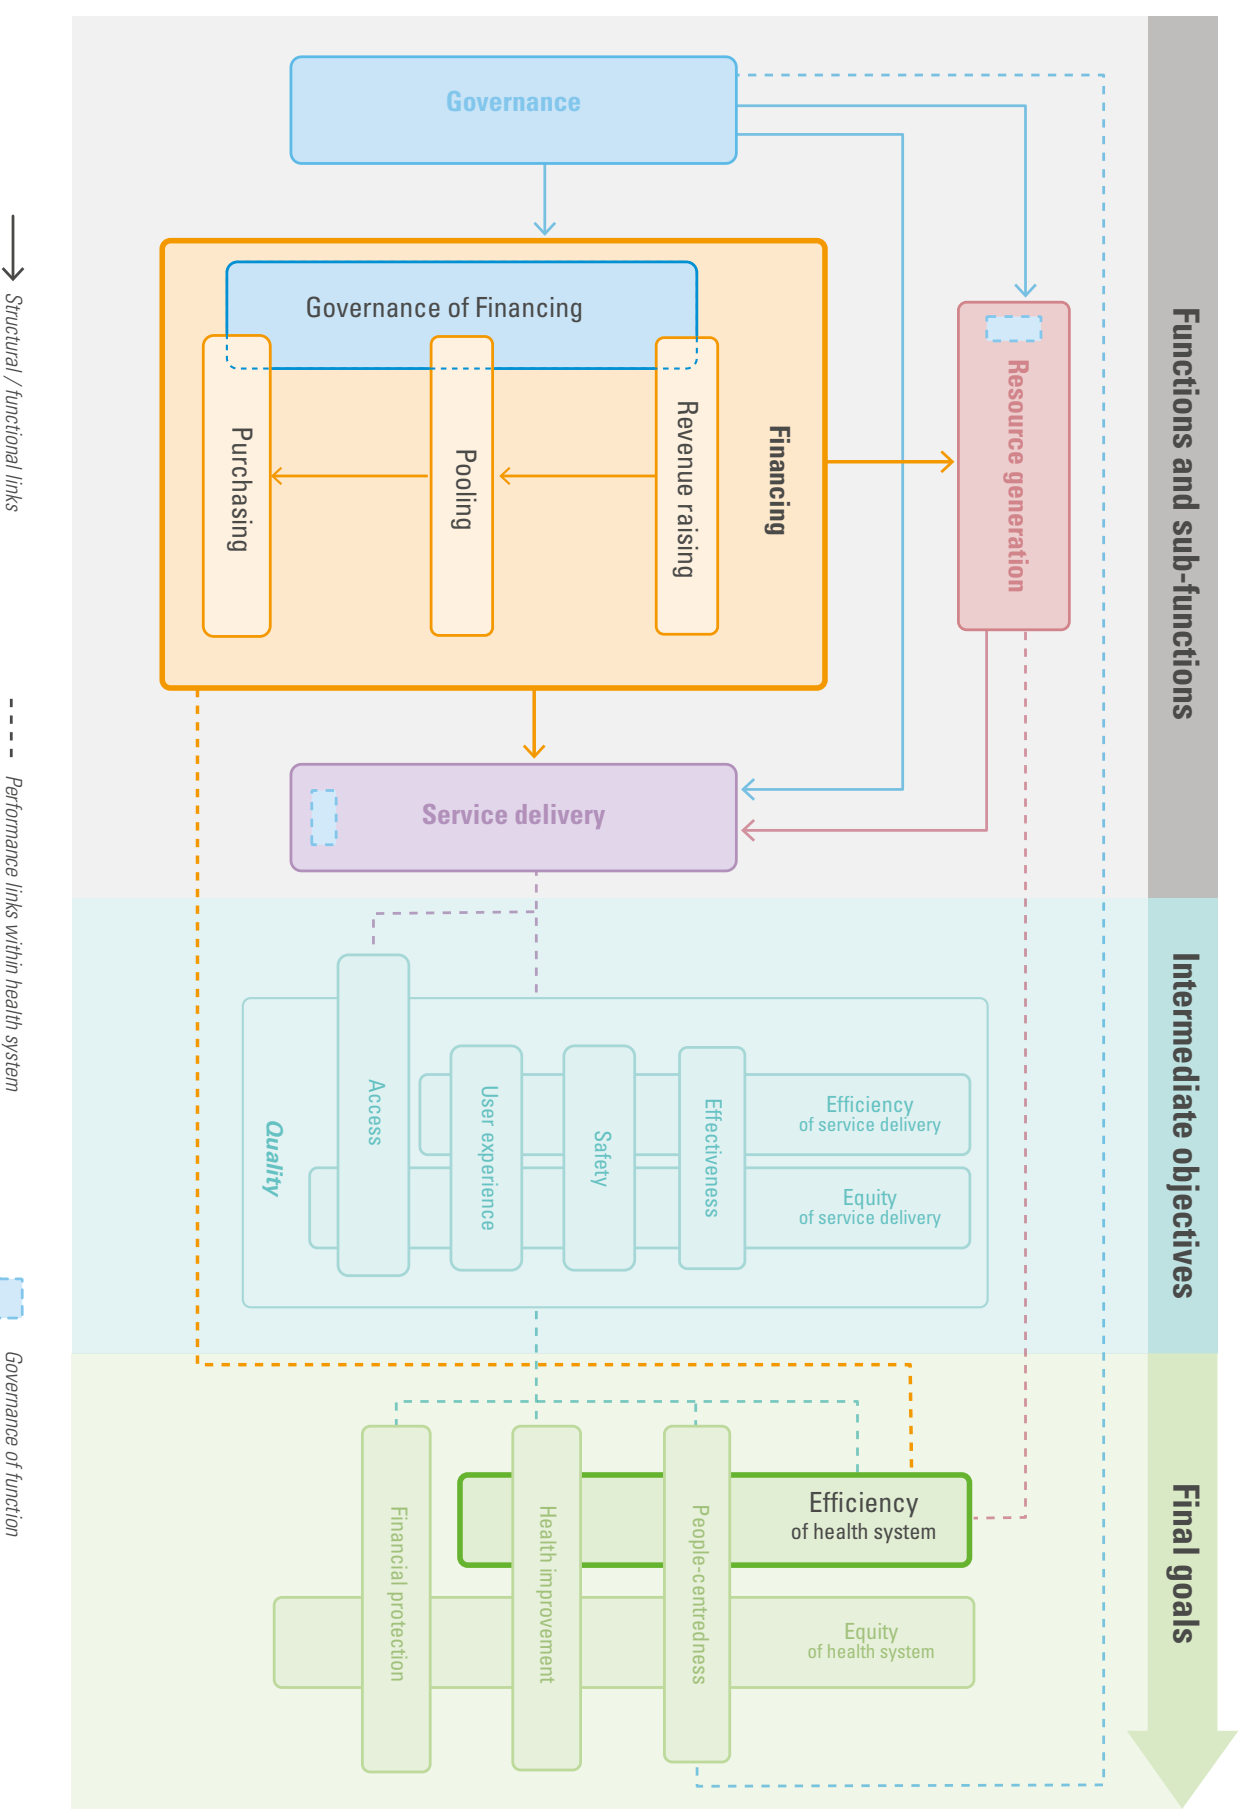 Governance
Governance of Financing
Purchasing
Pooling
Revenue raising
Financing
Resource generation
Service delivery
Functions and sub-functions
Access
User experience
Safety
Effectiveness
Efficiency
of service delivery
Equity
of service delivery
Quality
Intermediate objectives
Financial protection
Health improvement
People-centredness
Efficiency
of health system
Equity
of health system
Final goals
Structural / functional links
Performance links within health system
Governance of function